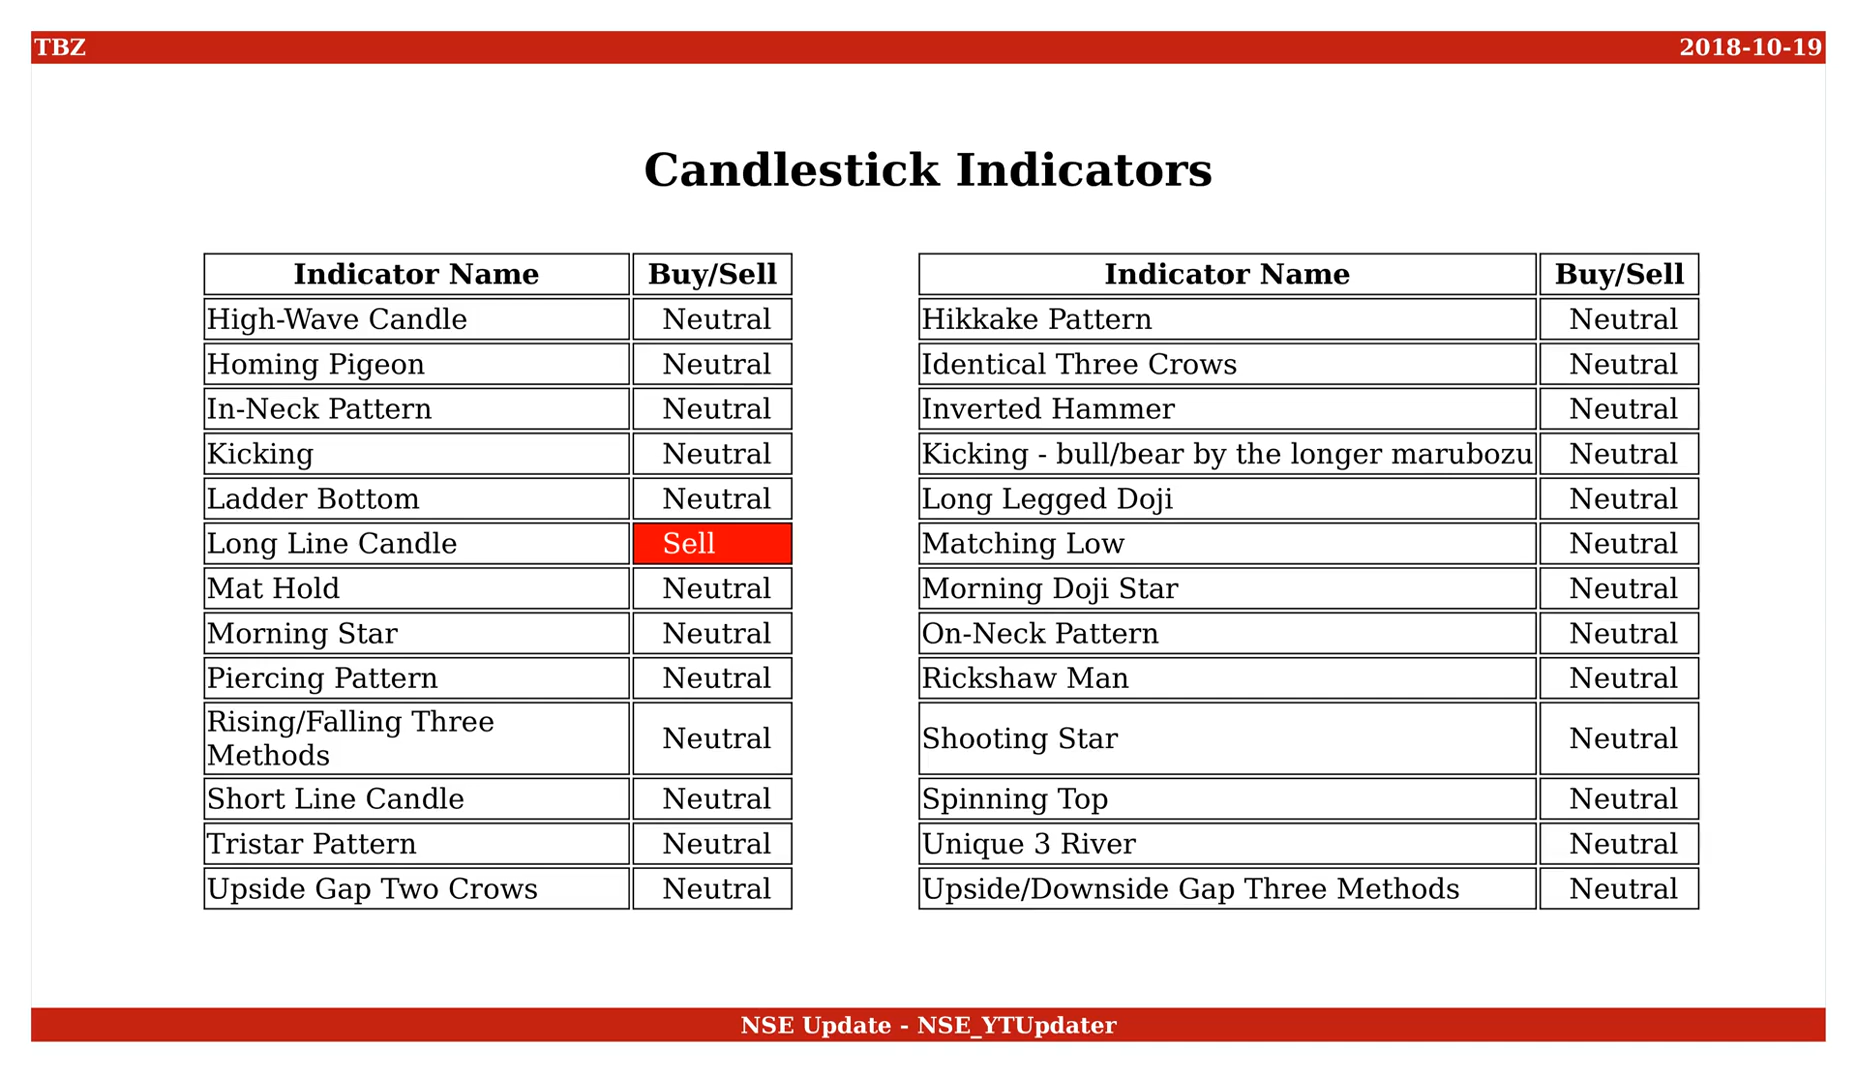 TBZ 2018-10-19
Candlestick Indicators
Indicator Name Buy/Sell Indicator Name Buy/Sell
High-Wave Candle Neutral Hikkake Pattern Neutral
Homing Pigeon Neutral Identical Three Crows Neutral
In-Neck Pattern Neutral Inverted Hammer Neutral
Kicking Neutral Kicking - bull/bear by the longer marubozu Neutral
Ladder Bottom Neutral Long Legged Doji Neutral
Long Line Candle Sell Matching Low Neutral
Mat Hold Neutral Morning Doji Star Neutral
Morning Star Neutral On-Neck Pattern Neutral
Piercing Pattern Neutral Rickshaw Man Neutral
Rising/Falling Three
Methods Neutral Shooting Star Neutral
Short Line Candle Neutral Spinning Top Neutral
Tristar Pattern Neutral Unique 3 River Neutral
Upside Gap Two Crows Neutral Upside/Downside Gap Three Methods Neutral
NSE Update - NSE_YTUpdater